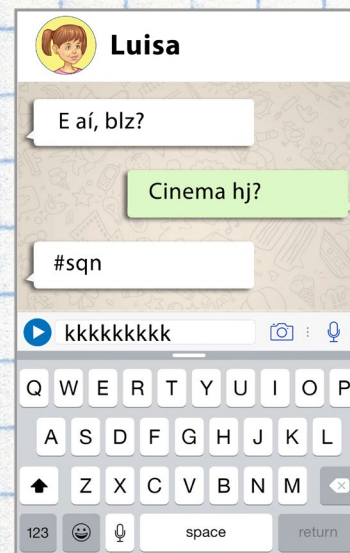 Luisa
E aí, blz?
Cinema hj?
#sqn
kkkkkkkkk
Q W E R T Y U I O P
A S D F G H J K L
Z X C V B N M
123 space return